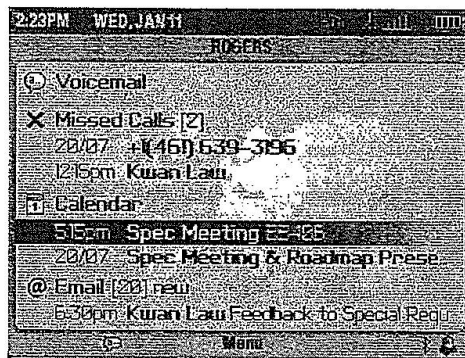 2:23PM WED, JAN 11
ROGERS
Voicemail
Missed Calls [2]
20/07 +1(461) 639-3196
12:15pm Kwan Law
Calendar
5:15pm Spec Meeting
20/07 Spec Meeting & Roadmap Prese
@ Email [20] new
6:30pm Kwan Law Feedback to Special Requ
Menu